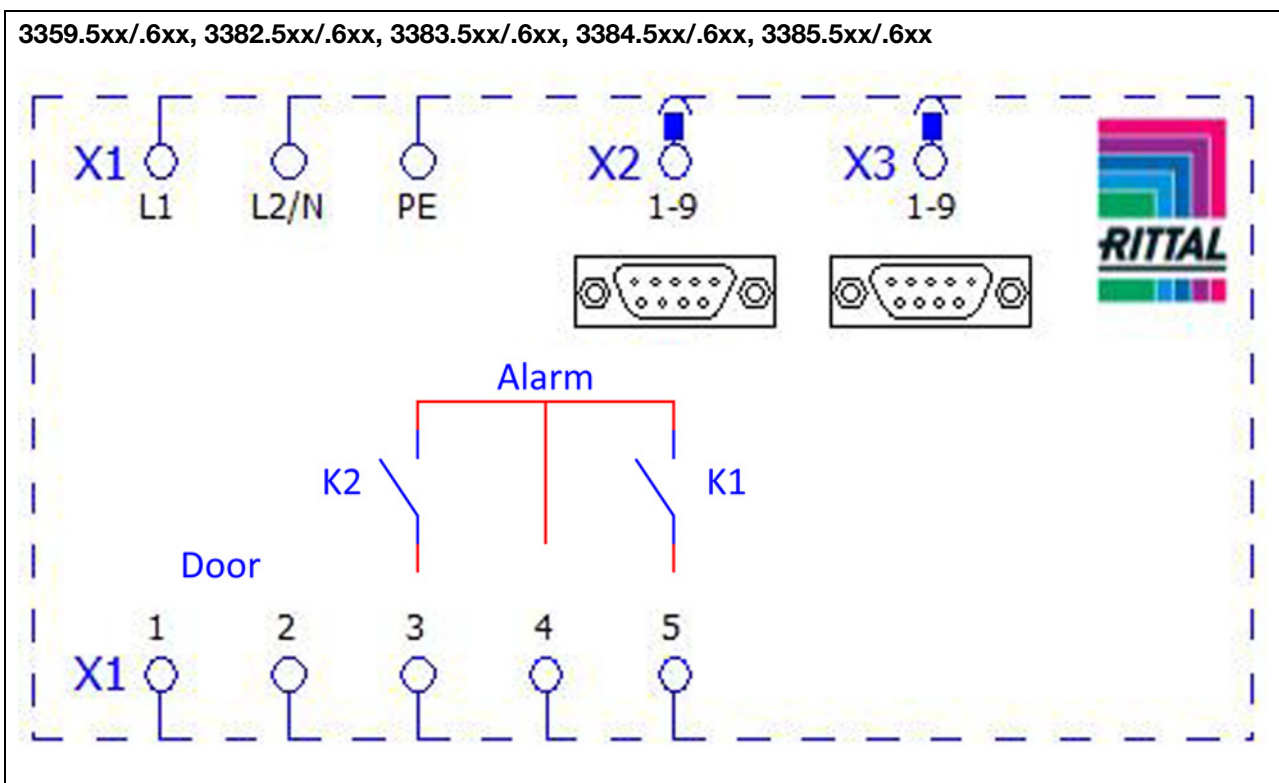 3359.5xx/.6xx, 3382.5xx/.6xx, 3383.5xx/.6xx, 3384.5xx/.6xx, 3385.5xx/.6xx
X1 X2 X3
L1 L2/N PE 1-9 1-9
RITTAL
Alarm
K2 K1
Door
1 2 3 4 5
X1